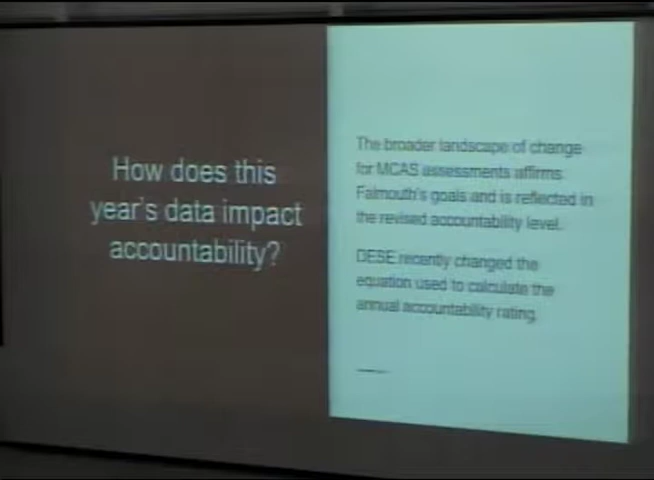 How does this
year's data impact
accountability?
The broader landscape of change
for MCAS assessments affirms
Falmouth's goals and is reflected in
the revised accountability level.
DESE recently changed the
equation used to calculate the
annual accountability rating.